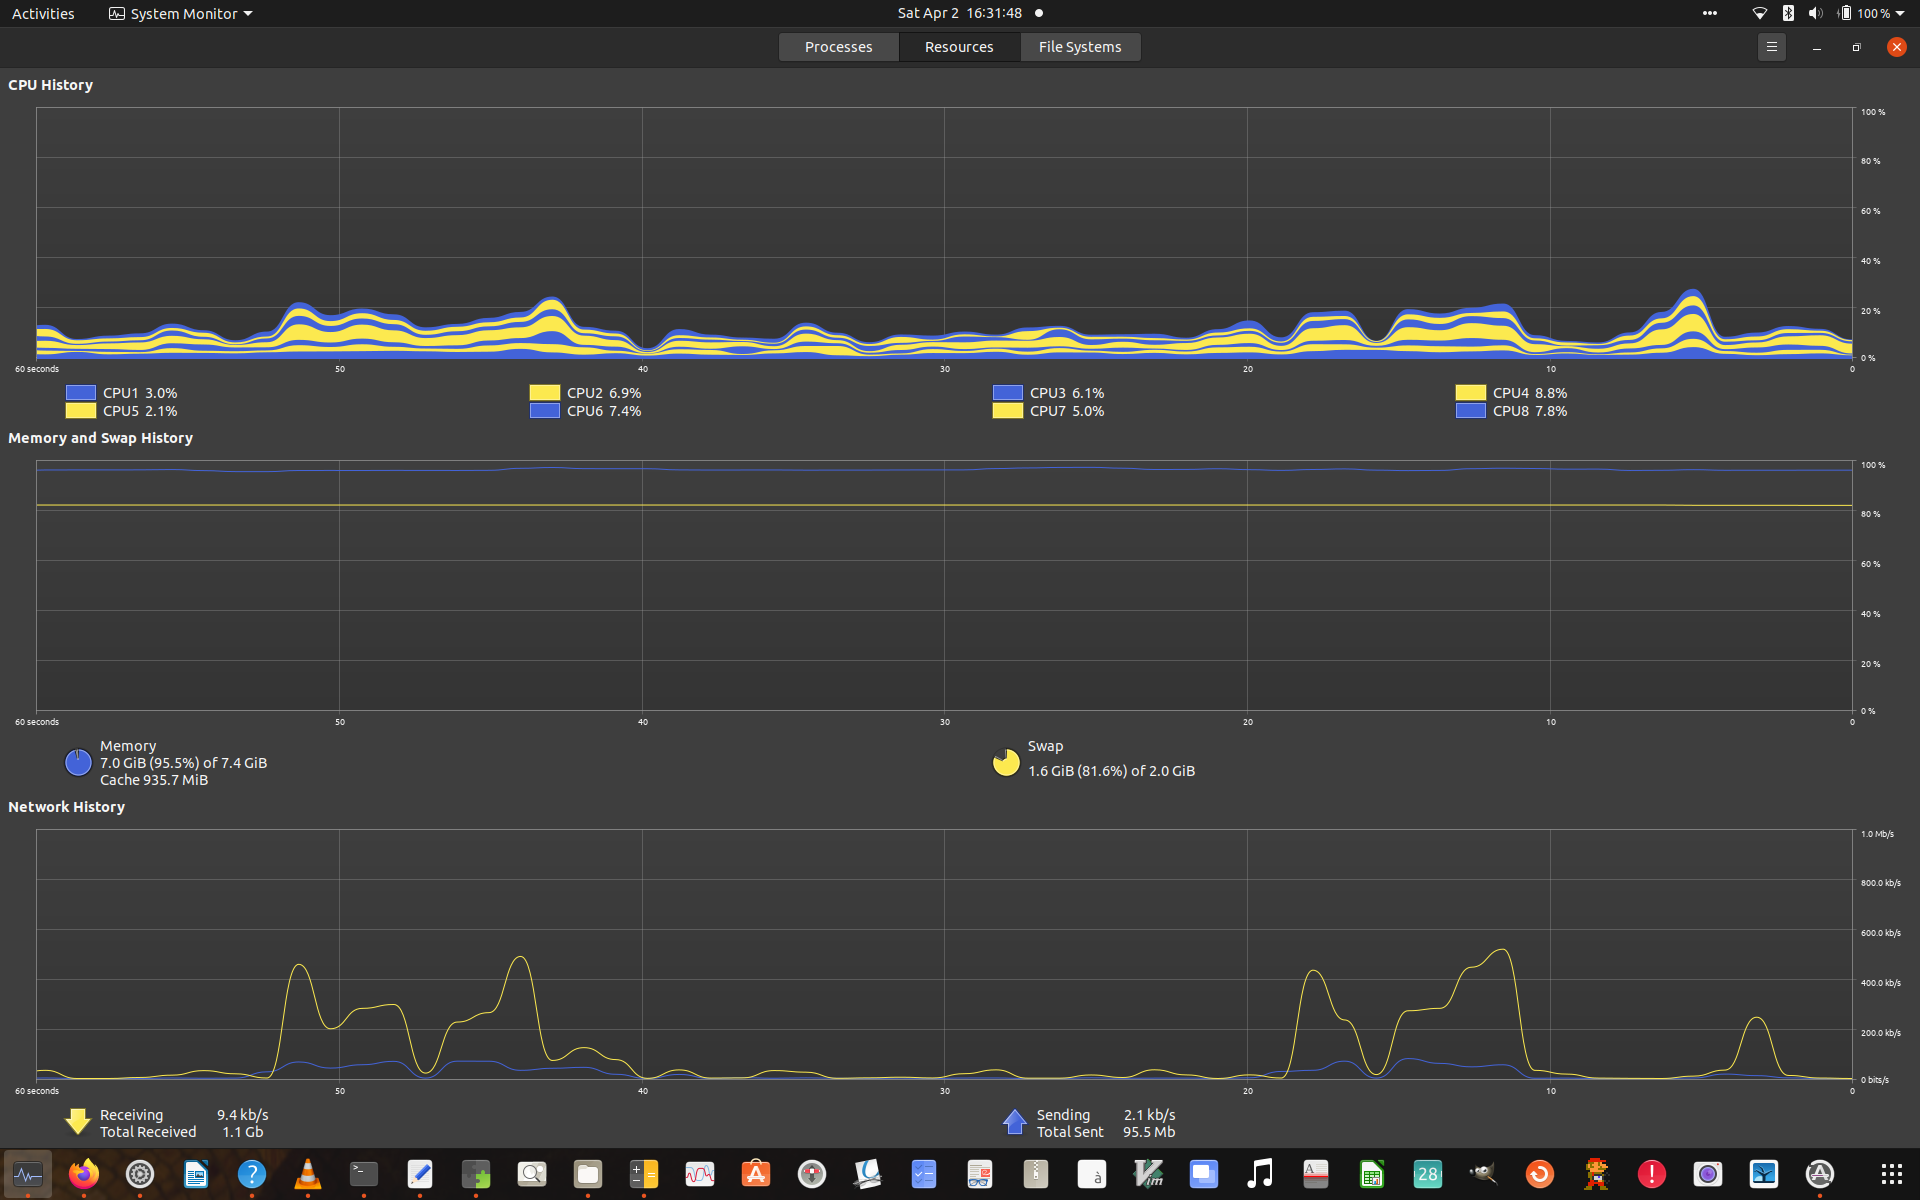 Activities System Monitor Sat Apr 2 16:31:48 100 %
Processes Resources File Systems
CPU History
100 %
80 %
60 %
40 %
20 %
0 %
60 seconds 50 40 30 20 10 0
CPU1 3.0% CPU2 6.9% CPU3 6.1% CPU4 8.8%
CPU5 2.1% CPU6 7.4% CPU7 5.0% CPU8 7.8%
Memory and Swap History
100 %
80 %
60 %
40 %
20 %
0 %
60 seconds 50 40 30 20 10 0
Memory
7.0 GiB (95.5%) of 7.4 GiB
Cache 935.7 MiB
Swap
1.6 GiB (81.6%) of 2.0 GiB
Network History
1.0 Mb/s
800.0 kb/s
600.0 kb/s
400.0 kb/s
200.0 kb/s
0 bits/s
60 seconds 50 40 30 20 10 0
Receiving 9.4 kb/s
Total Received 1.1 Gb
Sending 2.1 kb/s
Total Sent 95.5 Mb
? >_ A à Vim A 28 ! A